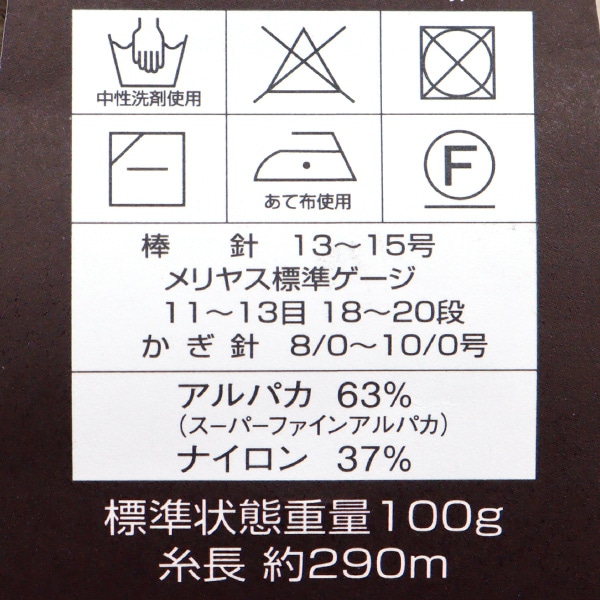 中性洗剤使用
あて布使用
F
棒 針 13〜15号
メリヤス標準ゲージ
11〜13目 18〜20段
かぎ針 8/0〜10/0号
アルパカ 63%
(スーパーファインアルパカ)
ナイロン 37%
標準状態重量100g
糸長 約290m